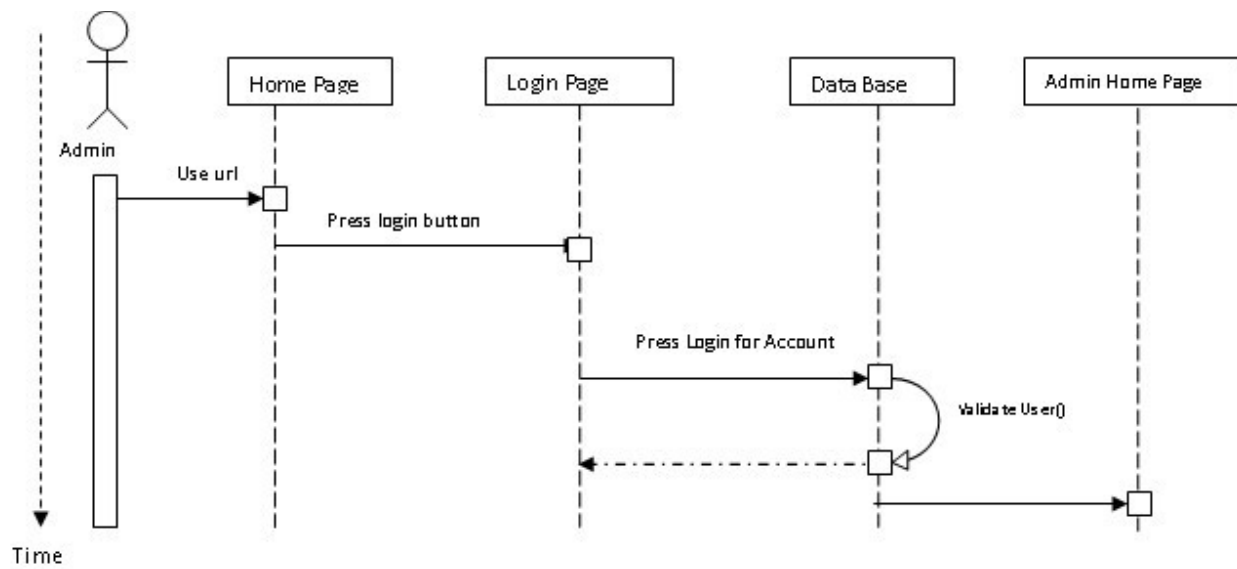 Home Page
Login Page
Data Base
Admin Home Page
Admin
Use url
Press login button
Press Login for Account
Validate User()
Time